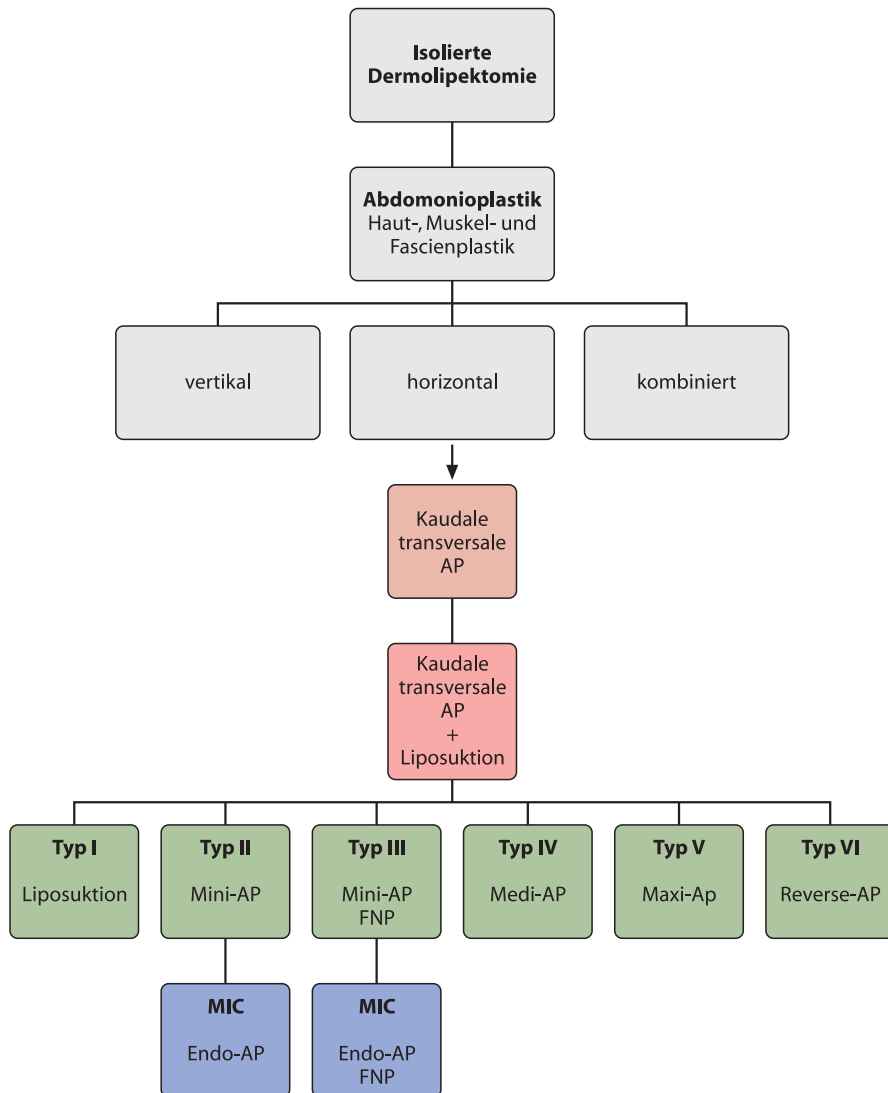 Isolierte
Dermolipektomie
Abdomonioplastik
Haut-, Muskel- und
Fascienplastik
vertikal
horizontal
kombiniert
Kaudale
transversale
AP
Kaudale
transversale
AP
+
Liposuktion
Typ I
Liposuktion
Typ II
Mini-AP
Typ III
Mini-AP
FNP
Typ IV
Medi-AP
Typ V
Maxi-Ap
Typ VI
Reverse-AP
MIC
Endo-AP
MIC
Endo-AP
FNP